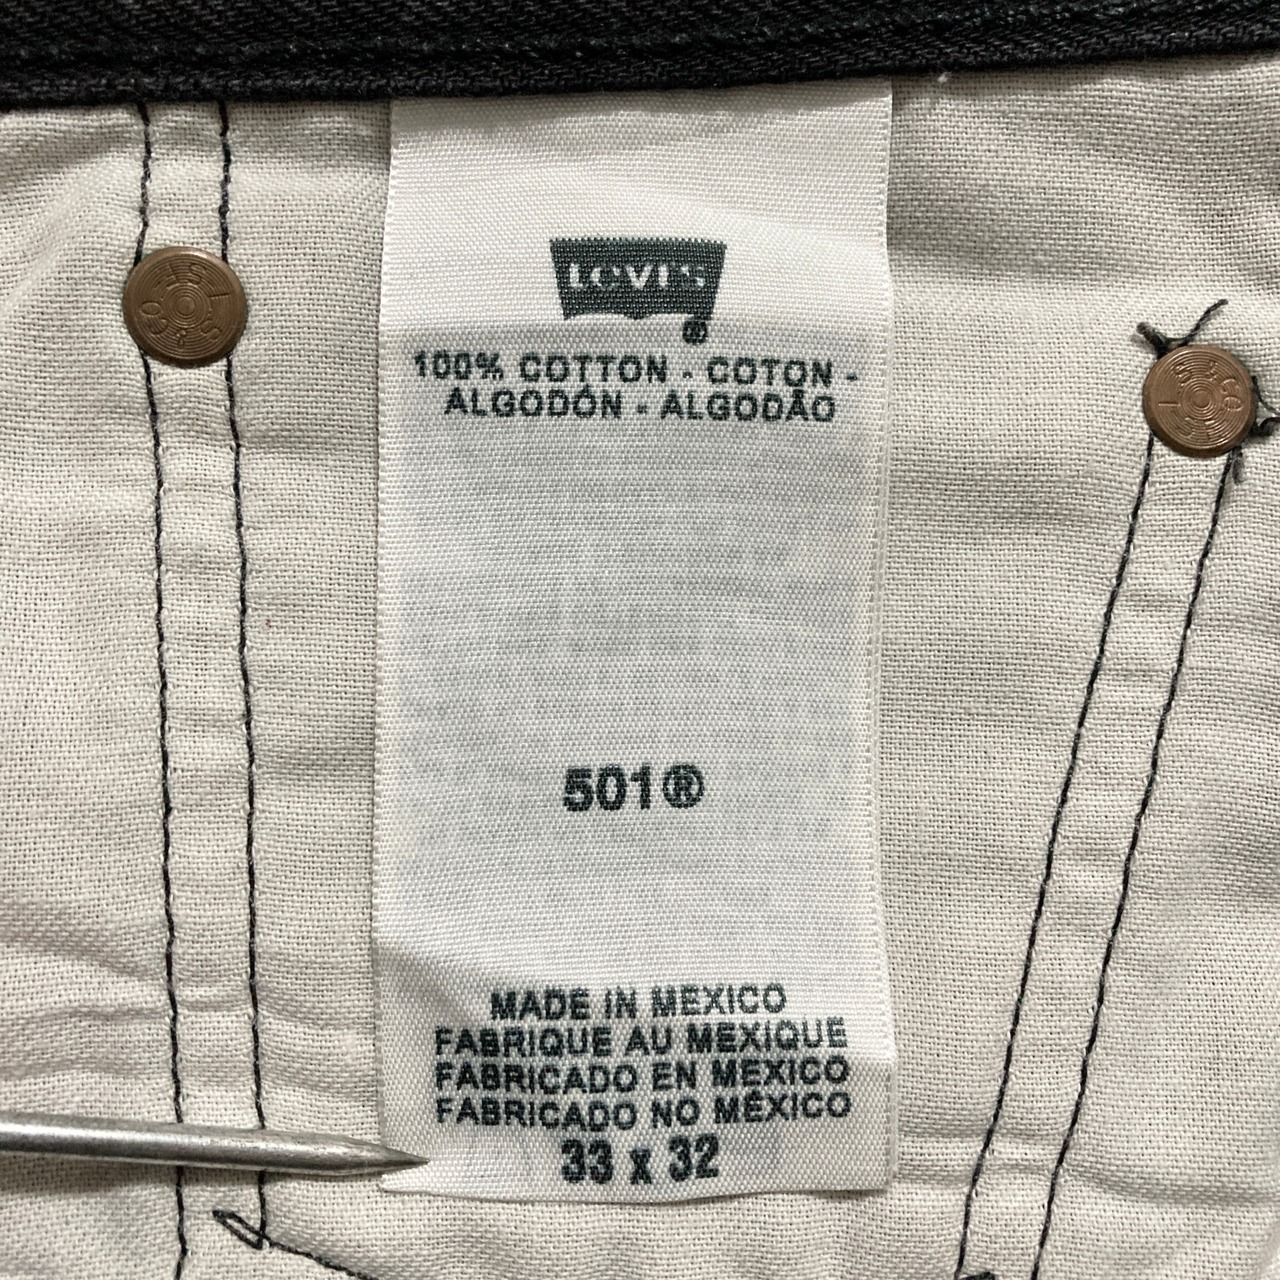 Levi's
®
100% COTTON - COTON -
ALGODÓN - ALGODÃO
501®
MADE IN MEXICO
FABRIQUE AU MEXIQUE
FABRICADO EN MEXICO
FABRICADO NO MÉXICO
33 x 32